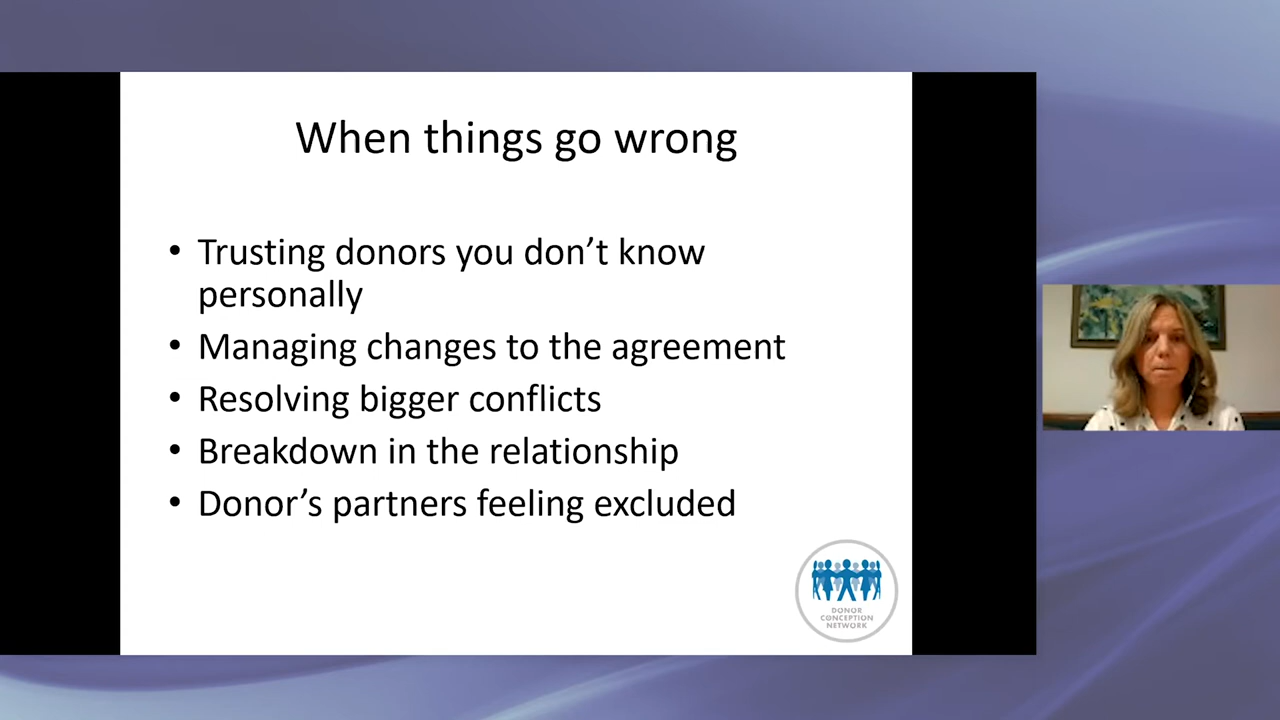 When things go wrong
• Trusting donors you don’t know
personally
• Managing changes to the agreement
• Resolving bigger conflicts
• Breakdown in the relationship
• Donor’s partners feeling excluded
DONOR
CONCEPTION
NETWORK